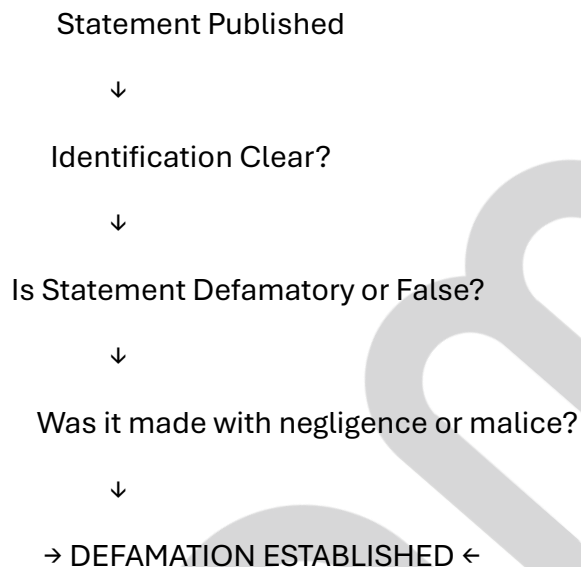 Statement Published
↓
Identification Clear?
↓
Is Statement Defamatory or False?
↓
Was it made with negligence or malice?
↓
→ DEFAMATION ESTABLISHED ←